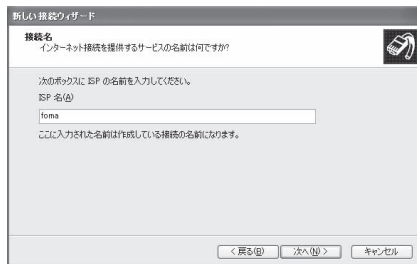 新しい接続ウィザード
接続名
インターネット接続を提供するサービスの名前は何ですか?
次のボックスに ISP の名前を入力してください。
ISP 名(A)
foma
ここに入力された名前は作成している接続の名前になります。
< 戻る(B)
次へ(N) >
キャンセル